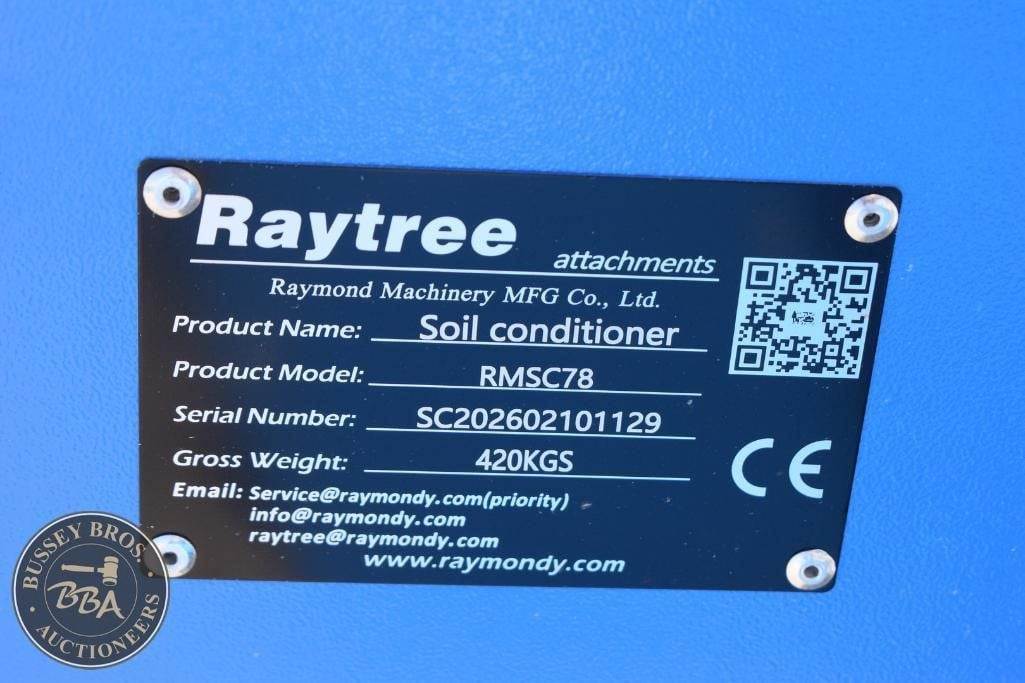 Raytree
attachments
Raymond Machinery MFG Co., Ltd.
Product Name: Soil conditioner
Product Model: RMSC78
Serial Number: SC202602101129
Gross Weight: 420KGS
Email: Service@raymondy.com(priority)
info@raymondy.com
raytree@raymondy.com
www.raymondy.com
CE
BUSSEY BROS.
BBA
AUCTIONEERS